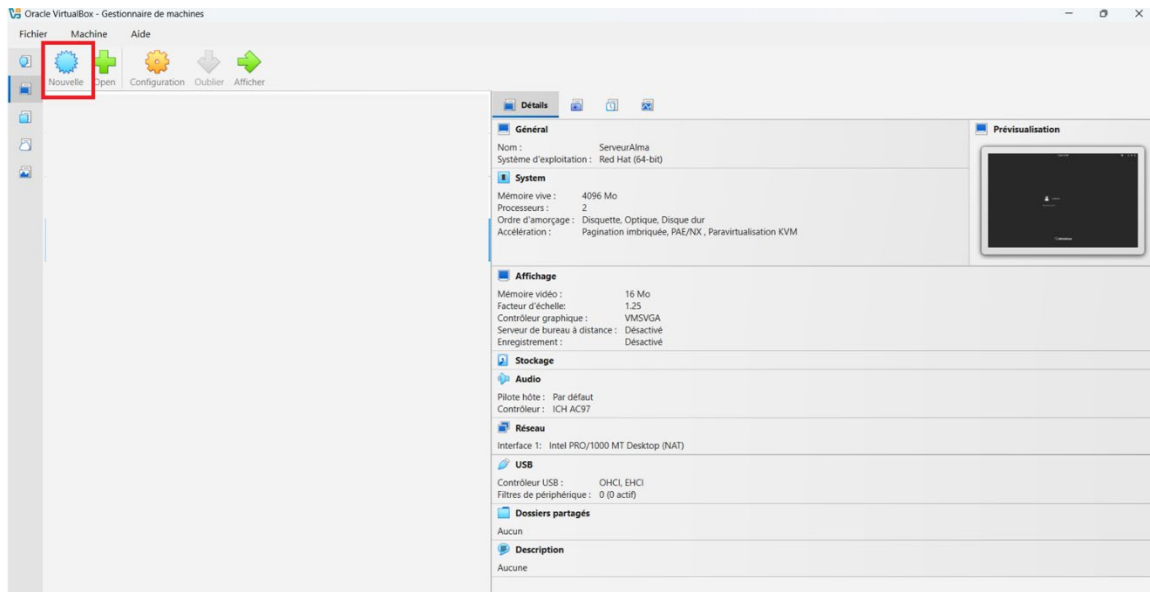 Oracle VirtualBox - Gestionnaire de machines
Fichier Machine Aide
Nouvelle Open Configuration Oublier Afficher
Détails
Général
Nom : ServeurAlma
Système d'exploitation : Red Hat (64-bit)
Prévisualisation
System
Mémoire vive : 4096 Mo
Processeurs : 2
Ordre d'amorçage : Disquette, Optique, Disque dur
Accélération : Pagination imbriquée, PAE/NX , Paravirtualisation KVM
Affichage
Mémoire vidéo : 16 Mo
Facteur d'échelle: 1.25
Contrôleur graphique : VMSVGA
Serveur de bureau à distance : Désactivé
Enregistrement : Désactivé
Stockage
Audio
Pilote hôte : Par défaut
Contrôleur : ICH AC97
Réseau
Interface 1: Intel PRO/1000 MT Desktop (NAT)
USB
Contrôleur USB : OHCI, EHCI
Filtres de périphérique : 0 (0 actif)
Dossiers partagés
Aucun
Description
Aucune